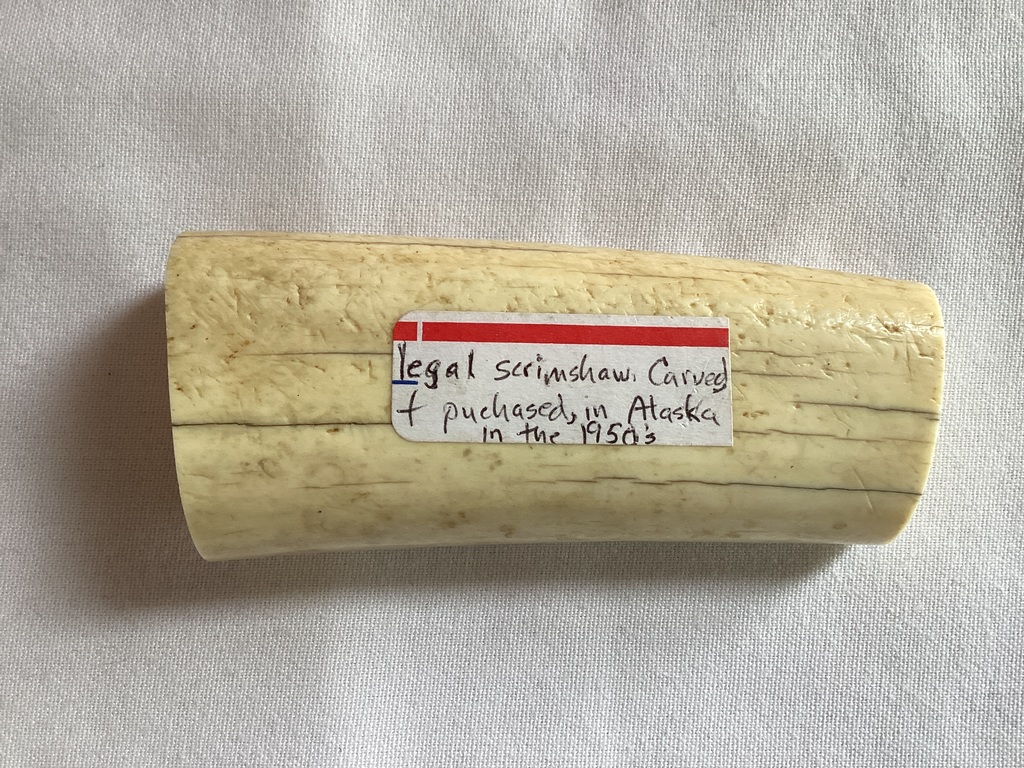 legal scrimshaw. Carved
+ puchased, in Alaska
in the 1950's